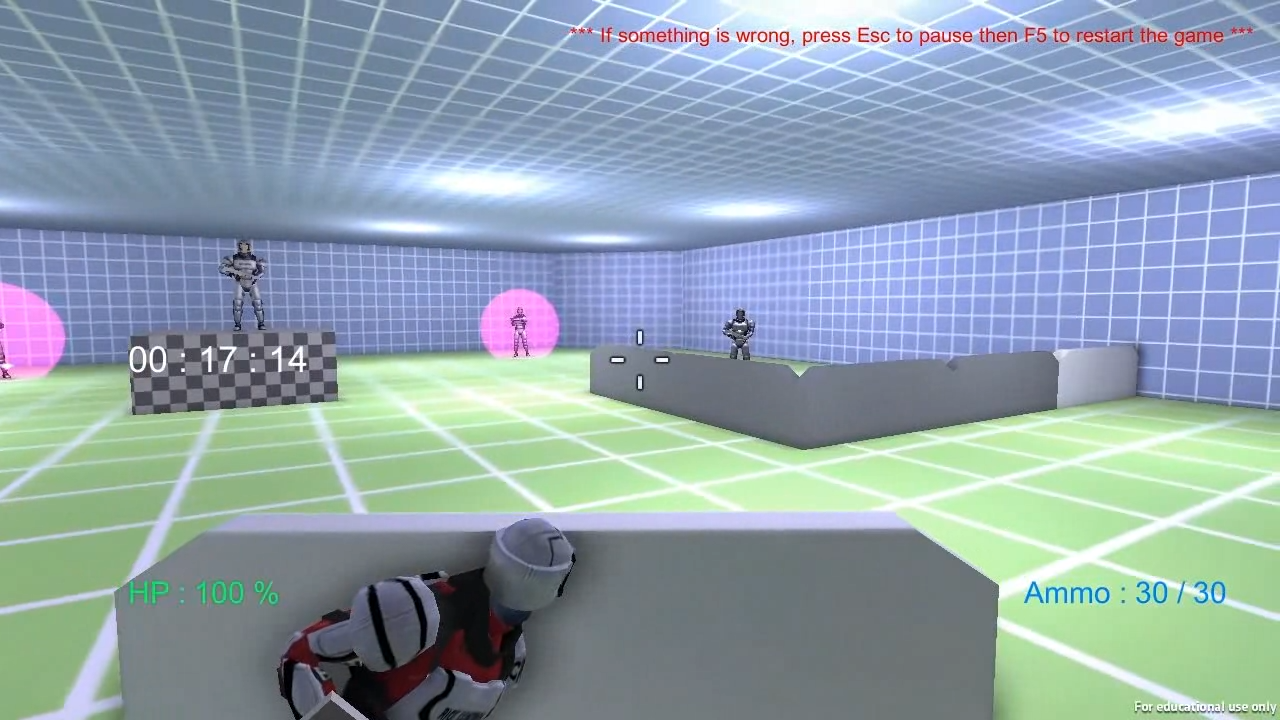 *** If something is wrong, press Esc to pause then F5 to restart the game ***
00 : 17 : 14
HP : 100 %
Ammo : 30 / 30
For educational use only